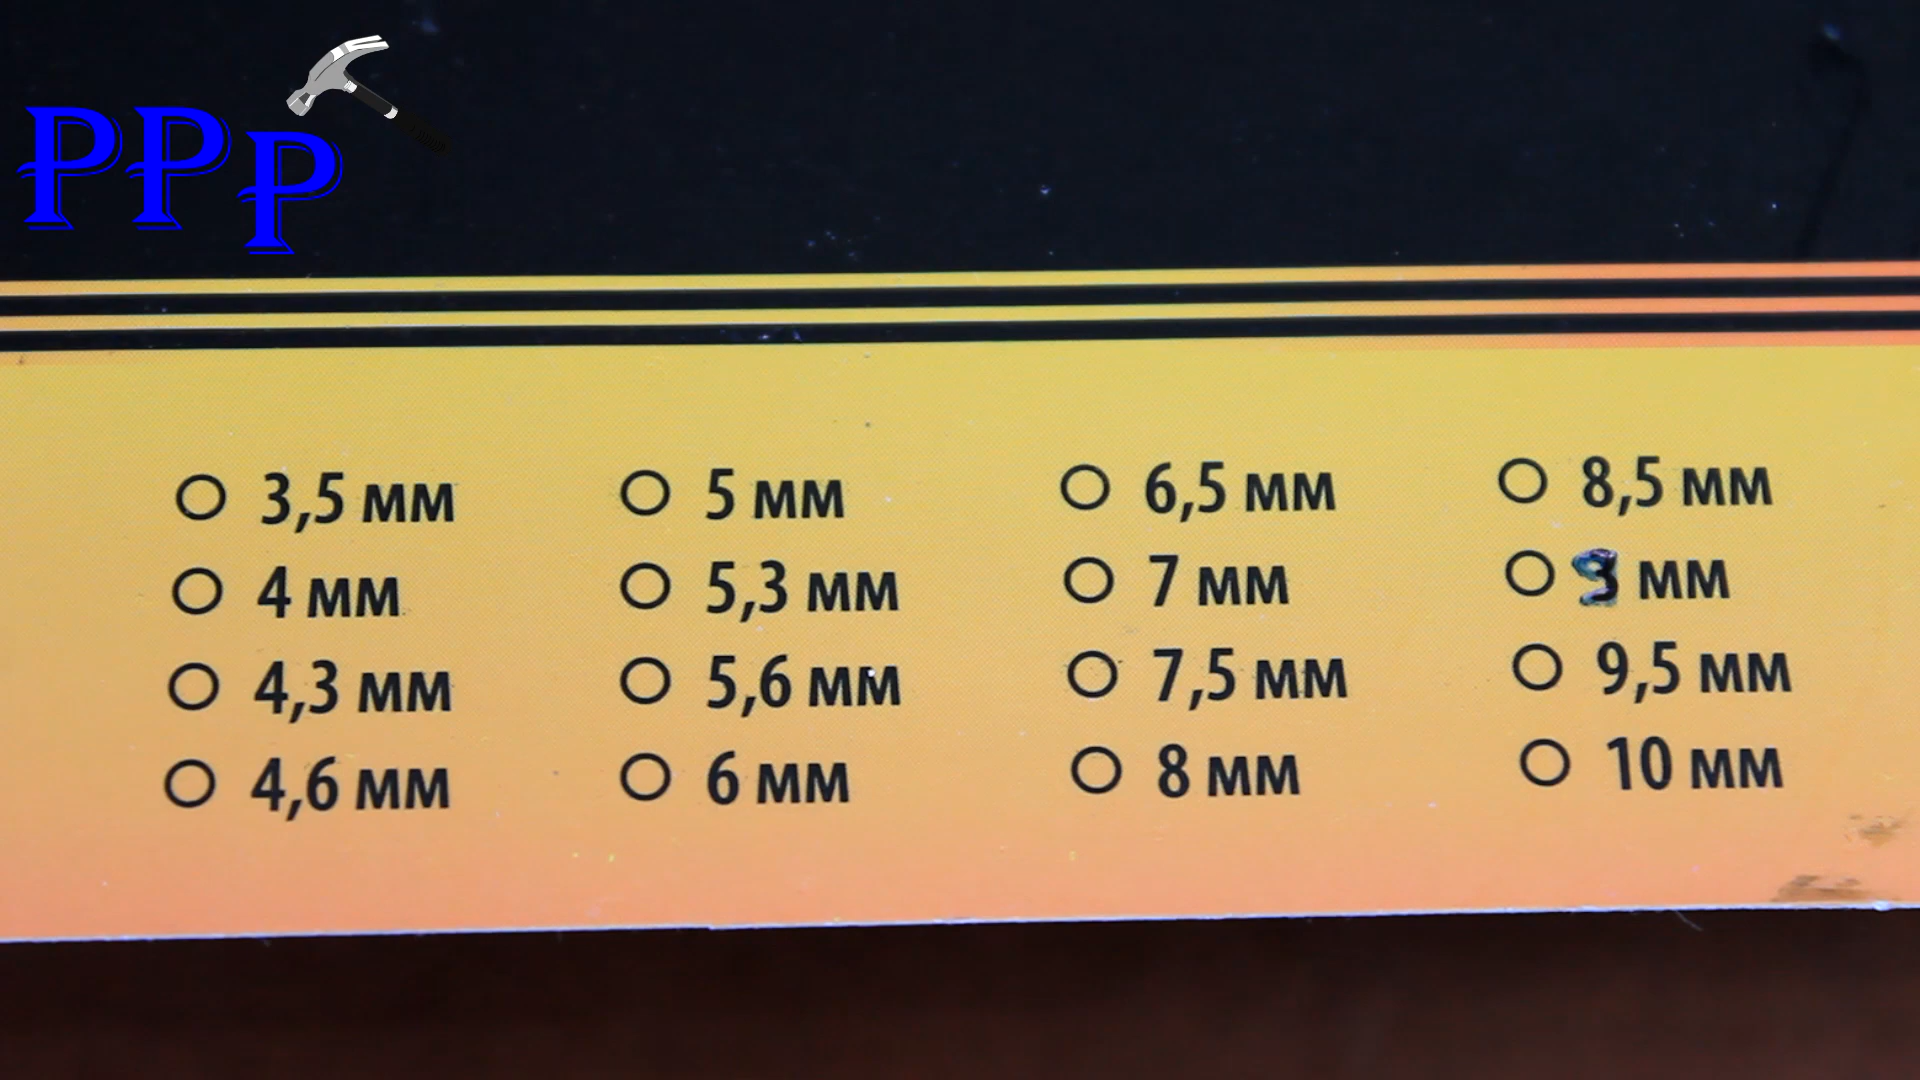 PPP
3,5 мм 5 мм 6,5 мм 8,5 мм
4 мм 5,3 мм 7 мм 3 мм
4,3 мм 5,6 мм 7,5 мм 9,5 мм
4,6 мм 6 мм 8 мм 10 мм